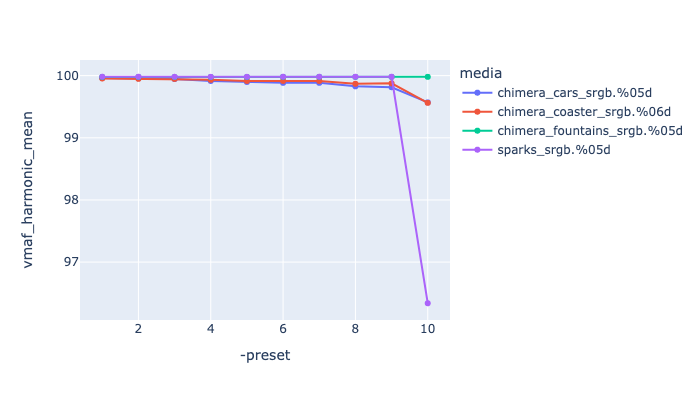 media
chimera_cars_srgb.%05d
chimera_coaster_srgb.%06d
chimera_fountains_srgb.%05d
sparks_srgb.%05d
vmaf_harmonic_mean
100
99
98
97
2 4 6 8 10
-preset